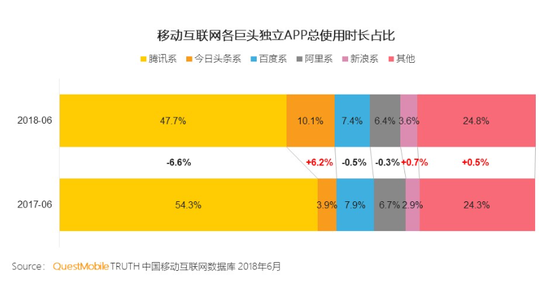 移动互联网各巨头独立APP总使用时长占比
腾讯系 今日头条系 百度系 阿里系 新浪系 其他
2018-06 47.7% 10.1% 7.4% 6.4% 3.6% 24.8%
-6.6% +6.2% -0.5% -0.3% +0.7% +0.5%
2017-06 54.3% 3.9% 7.9% 6.7% 2.9% 24.3%
Source： QuestMobile TRUTH 中国移动互联网数据库 2018年6月